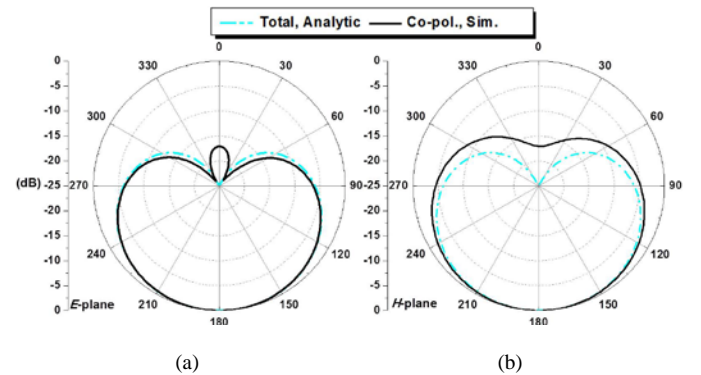 Total, Analytic Co-pol., Sim.
0 0 0 0
330 30 330 30
-5 -5
300 60 300 60
-10 -10
-15 -15
-20 -20
(dB) -25 270 90 -25 270 90
-20 -20
-15 -15
240 120 240 120
-10 -10
-5 -5
E-plane 210 150 H-plane 210 150
0 180 0 180
(a) (b)